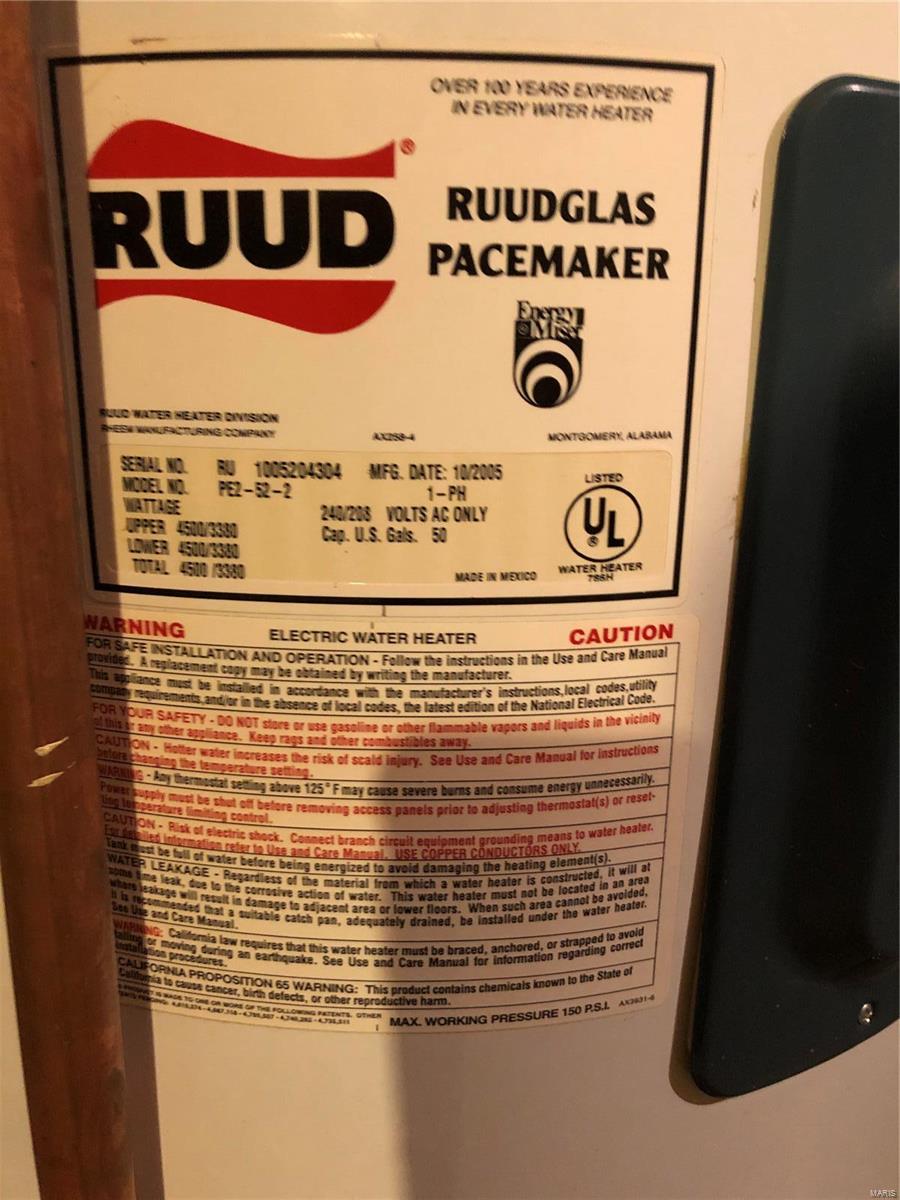 OVER 100 YEARS EXPERIENCE
IN EVERY WATER HEATER
RUUD®
RUUDGLAS
PACEMAKER
Energy
Miser
RUUD WATER HEATER DIVISION
RHEEM MANUFACTURING COMPANY
AX258-4
MONTGOMERY, ALABAMA
SERIAL NO. RU 1005204304 MFG. DATE: 10/2005
MODEL NO. PE2-52-2 1-PH
WATTAGE 240/208 VOLTS AC ONLY
UPPER 4500/3380 Cap. U.S. Gals. 50
LOWER 4500/3380
TOTAL 4500/3380
MADE IN MEXICO
LISTED
UL®
WATER HEATER
786H
WARNING ELECTRIC WATER HEATER CAUTION
FOR SAFE INSTALLATION AND OPERATION - Follow the instructions in the Use and Care Manual
provided. A replacement copy may be obtained by writing the manufacturer.
This appliance must be installed in accordance with the manufacturer's instructions,local codes,utility
company requirements,and/or in the absence of local codes, the latest edition of the National Electrical Code.
FOR YOUR SAFETY - DO NOT store or use gasoline or other flammable vapors and liquids in the vicinity
of this or any other appliance. Keep rags and other combustibles away.
CAUTION - Hotter water increases the risk of scald injury. See Use and Care Manual for instructions
before changing the temperature setting.
WARNING - Any thermostat setting above 125°F may cause severe burns and consume energy unnecessarily.
Power supply must be shut off before removing access panels prior to adjusting thermostat(s) or reset-
ting temperature limiting control.
CAUTION - Risk of electric shock. Connect branch circuit equipment grounding means to water heater.
For detailed information refer to Use and Care Manual. USE COPPER CONDUCTORS ONLY.
Tank must be full of water before being energized to avoid damaging the heating element(s).
WATER LEAKAGE - Regardless of the material from which a water heater is constructed, it will at
some time leak, due to the corrosive action of water. This water heater must not be located in an area
where leakage will result in damage to adjacent area or lower floors. When such area cannot be avoided,
it is recommended that a suitable catch pan, adequately drained, be installed under the water heater.
See Use and Care Manual.
WARNING: California law requires that this water heater must be braced, anchored, or strapped to avoid
falling or moving during an earthquake. See Use and Care Manual for information regarding correct
installation procedures.
CALIFORNIA PROPOSITION 65 WARNING: This product contains chemicals known to the State of
California to cause cancer, birth defects, or other reproductive harm.
PRODUCT IS MADE TO ONE OR MORE OF THE FOLLOWING PATENTS. OTHER
PENDING:
MAX. WORKING PRESSURE 150 P.S.I. AX3931-6
MARIS